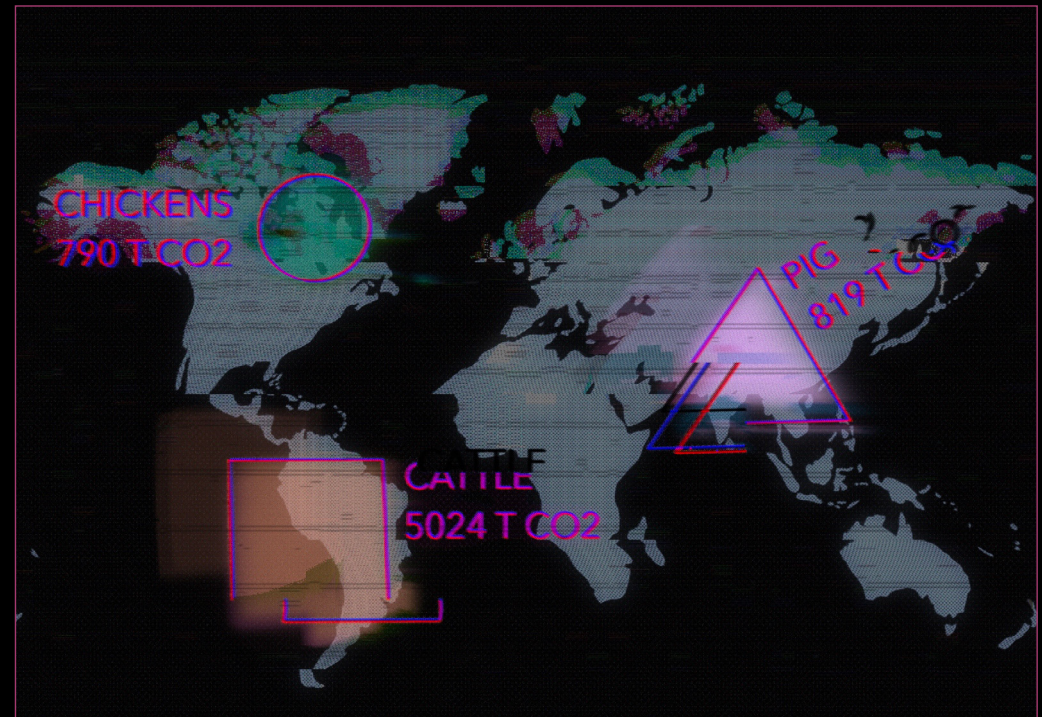 CHICKENS
790 T CO2
PIG
819 T CO2
CATTLE
5024 T CO2